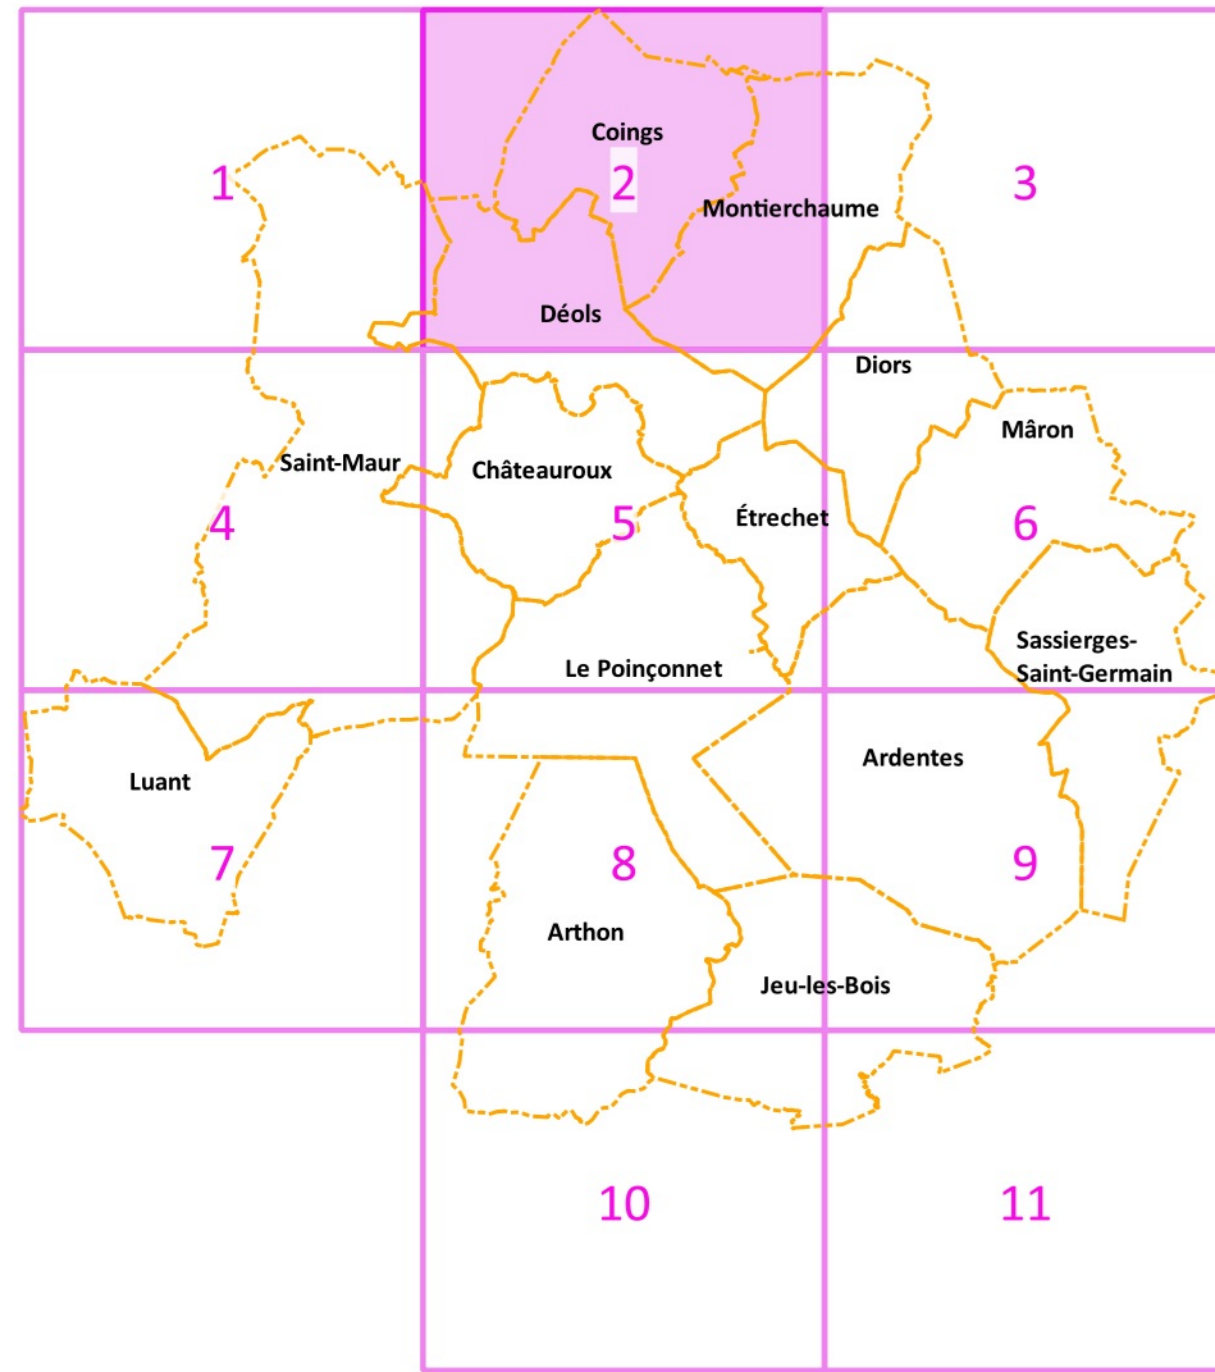 Coings
1
2
3
Montierchaume
Déols
Diors
Mâron
Saint-Maur
Châteauroux
4
5
Étrechet
6
Sassierges-
Saint-Germain
Le Poinçonnet
Luant
Ardentes
7
8
9
Arthon
Jeu-les-Bois
10
11